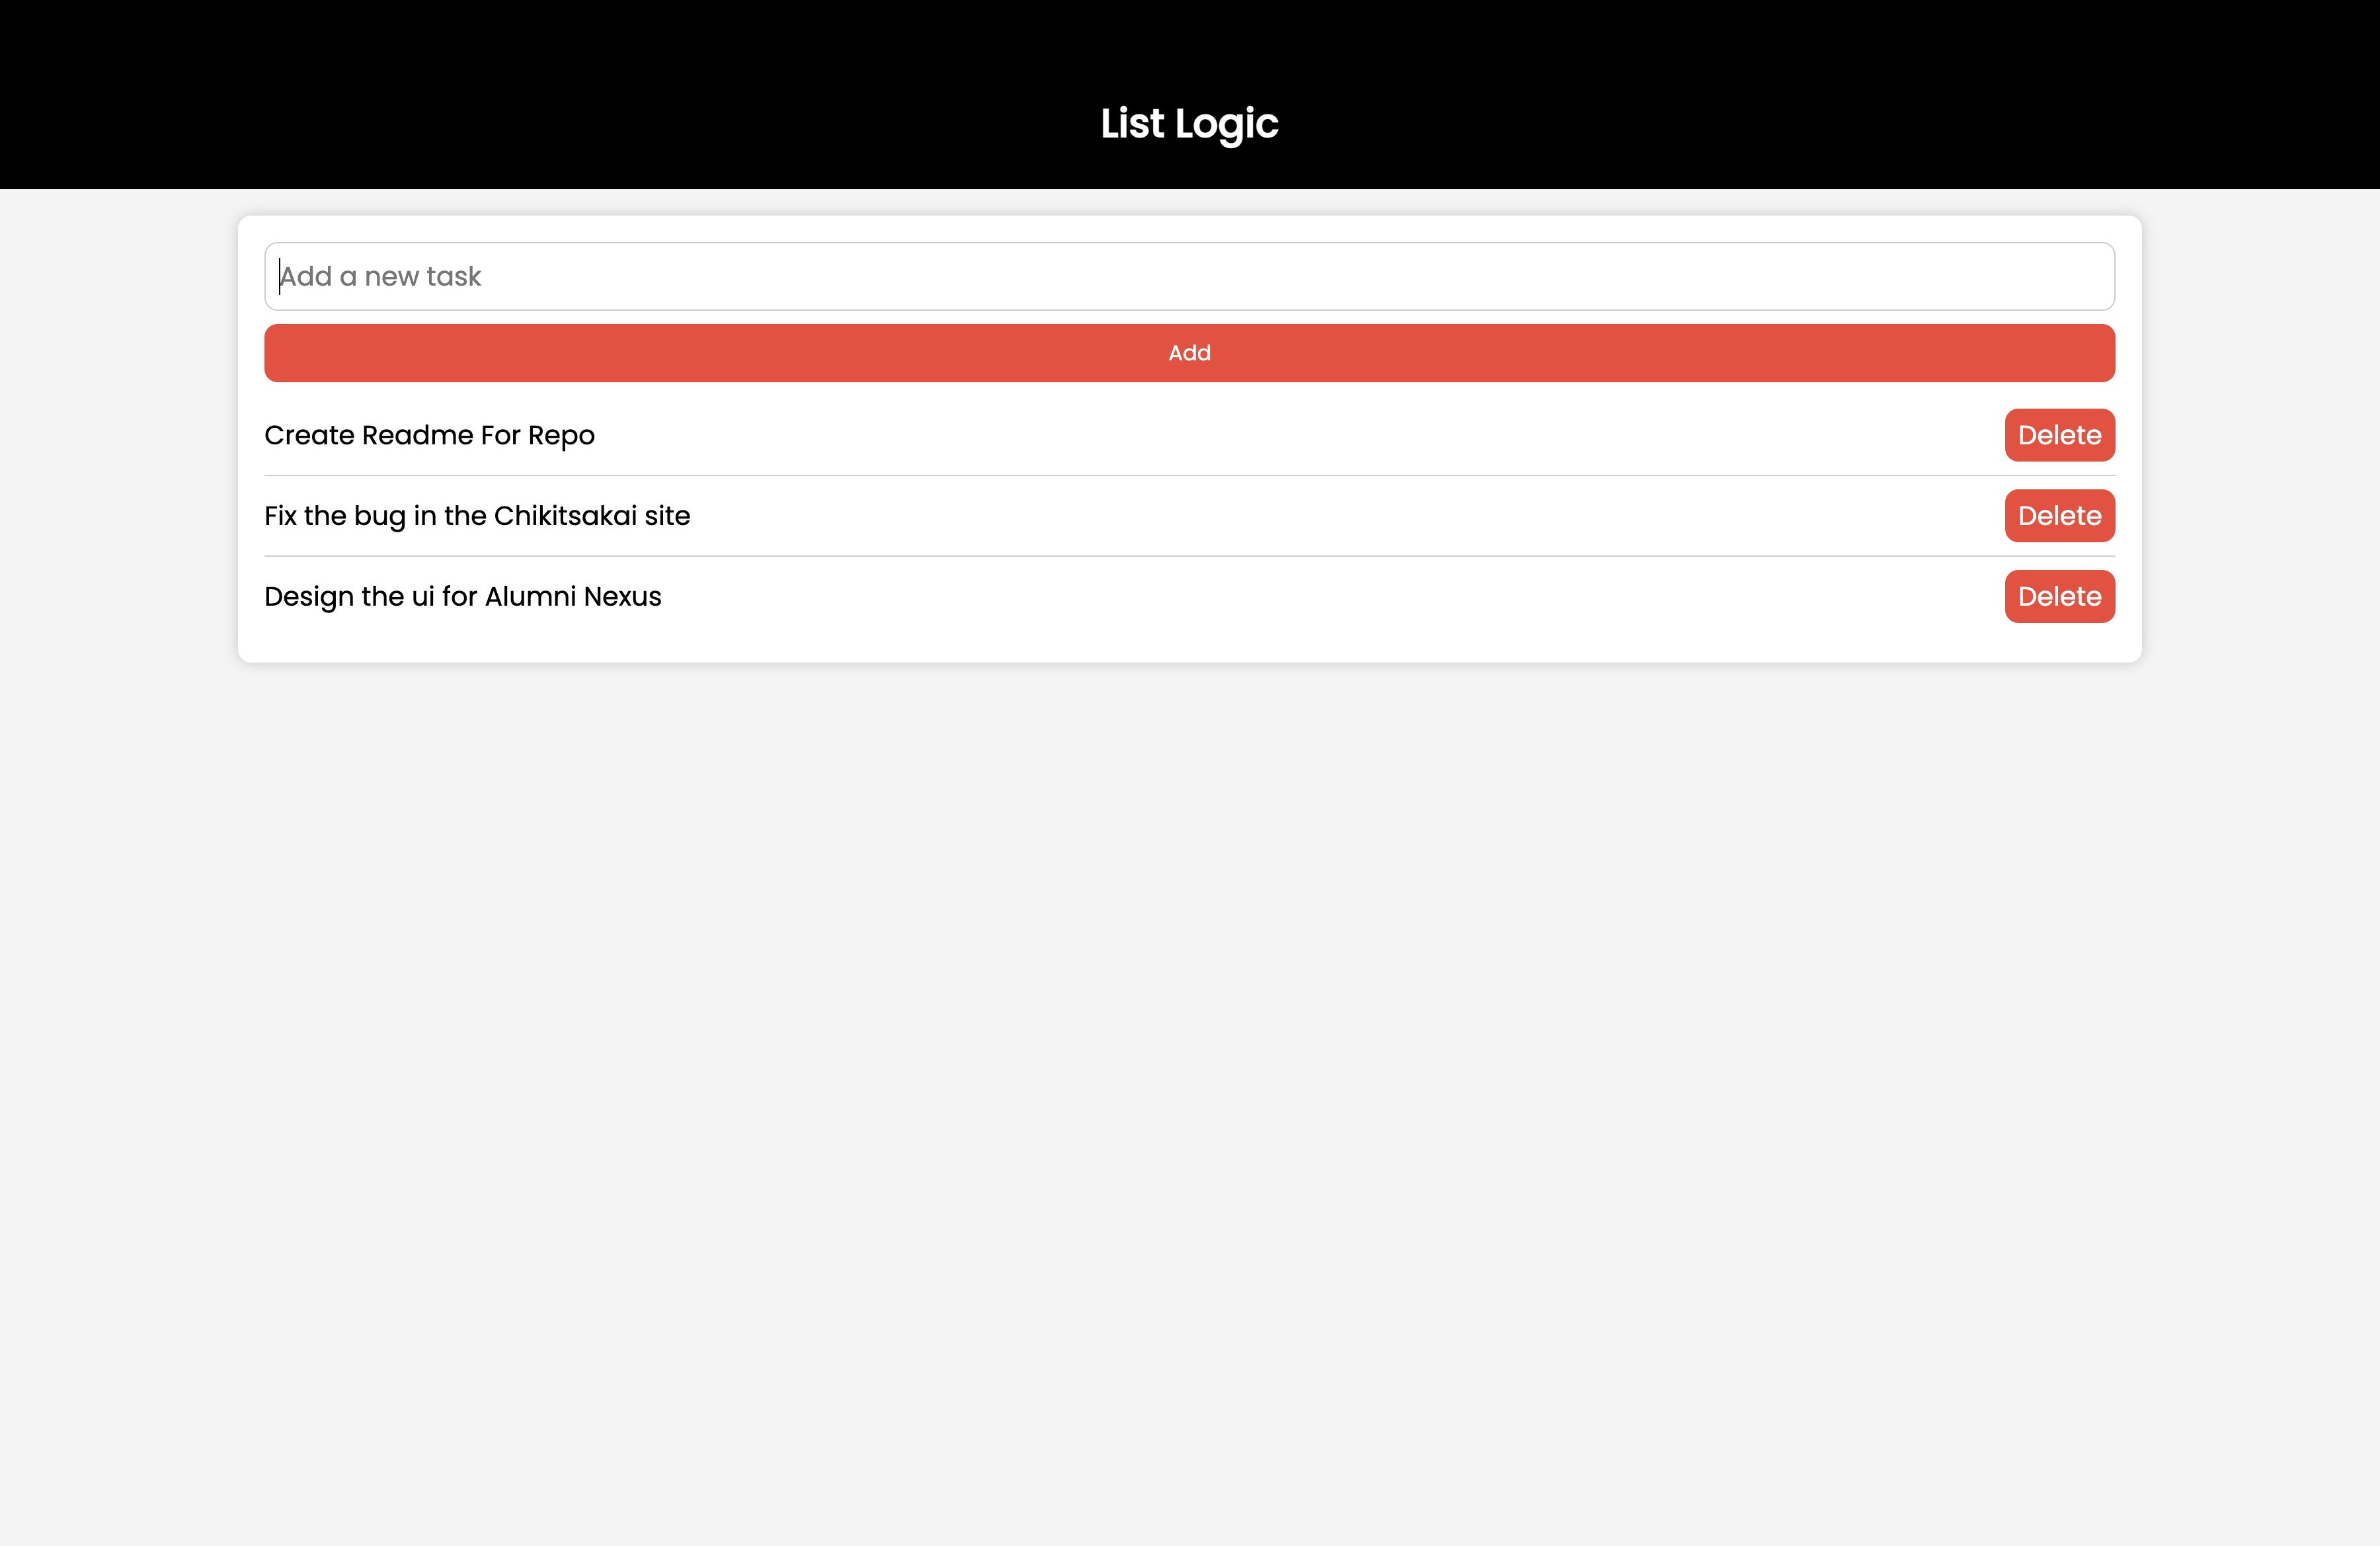 List Logic
Add a new task
Add
Create Readme For Repo
Delete
Fix the bug in the Chikitsakai site
Delete
Design the ui for Alumni Nexus
Delete